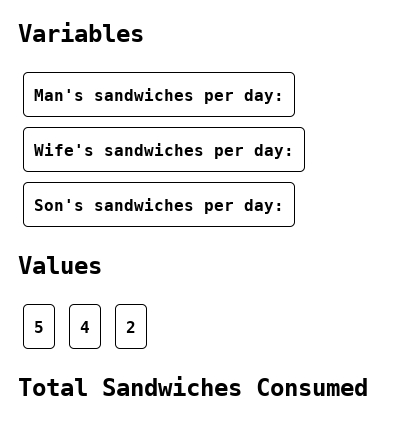 Variables
Man's sandwiches per day:
Wife's sandwiches per day:
Son's sandwiches per day:
Values
5 4 2
Total Sandwiches Consumed